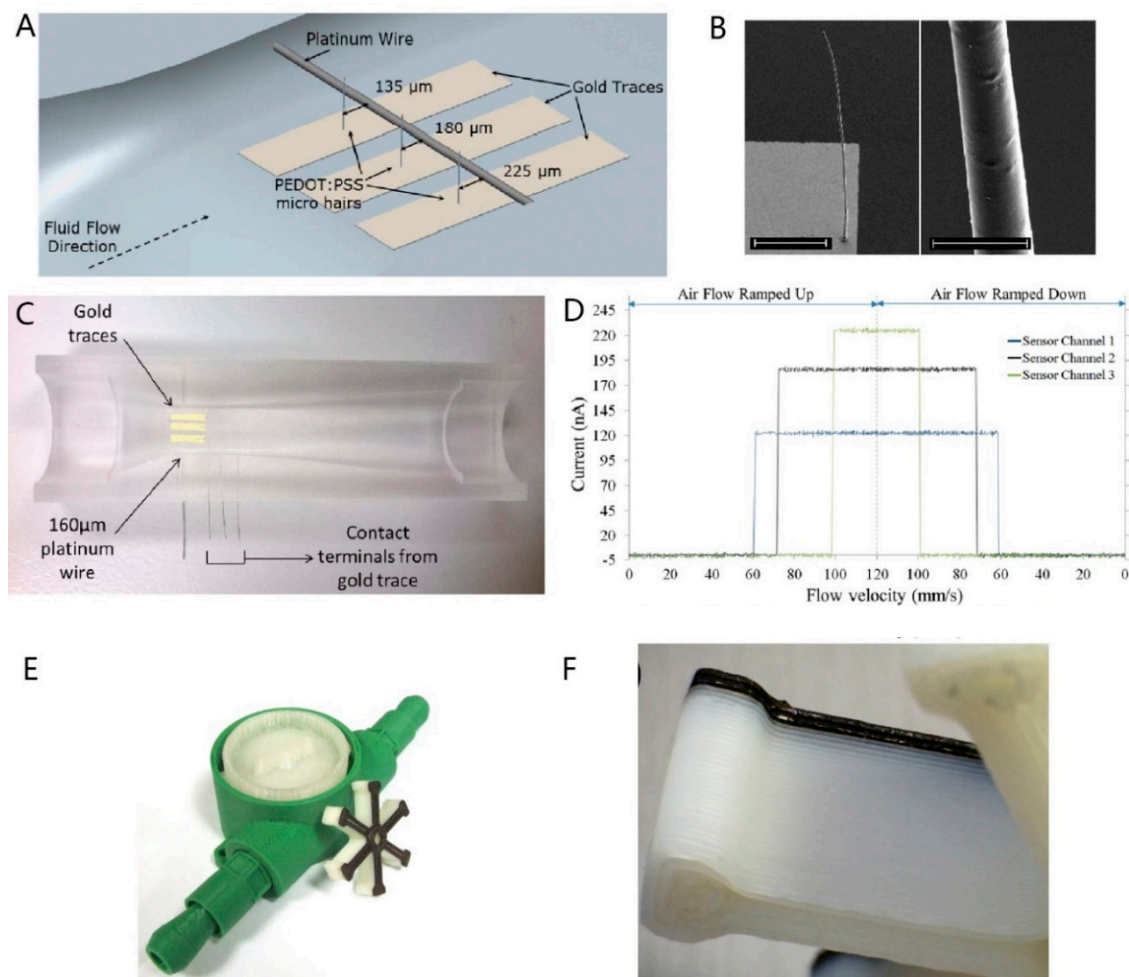 A
Platinum Wire
135 µm
Gold Traces
180 µm
225 µm
PEDOT:PSS
micro hairs
Fluid Flow
Direction
B
C
Gold
traces
160µm
platinum
wire
Contact
terminals from
gold trace
D
Air Flow Ramped Up
Air Flow Ramped Down
245
220
195
170
145
120
95
70
45
20
-5
Current (nA)
Sensor Channel 1
Sensor Channel 2
Sensor Channel 3
0 20 40 60 80 100 120 100 80 60 40 20 0
Flow velocity (mm/s)
E
F